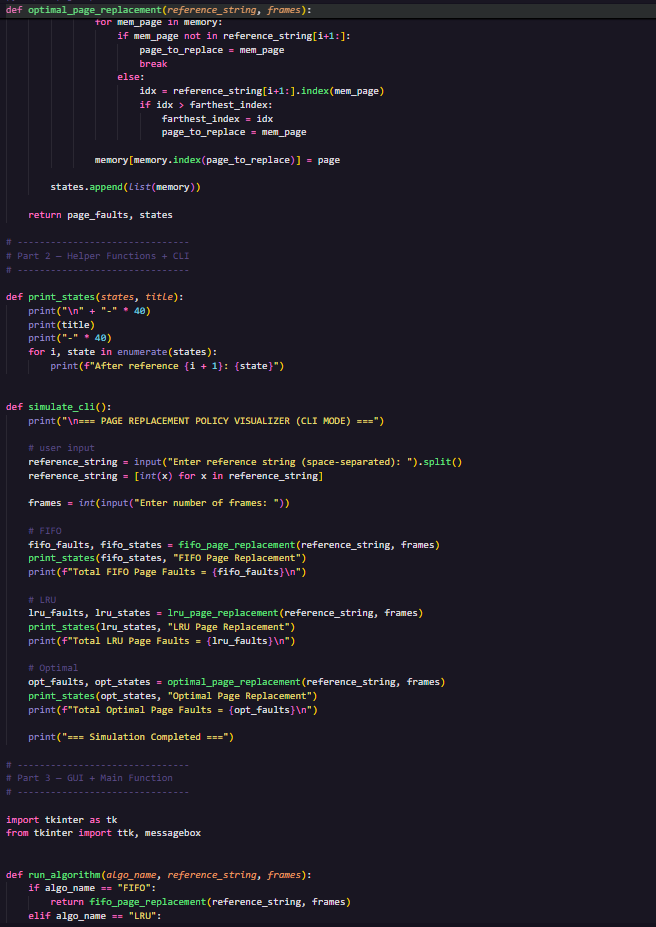 def optimal_page_replacement(reference_string, frames):
                for mem_page in memory:
                    if mem_page not in reference_string[i+1:]:
                        page_to_replace = mem_page
                        break
                    else:
                        idx = reference_string[i+1:].index(mem_page)
                        if idx > farthest_index:
                            farthest_index = idx
                            page_to_replace = mem_page

                memory[memory.index(page_to_replace)] = page

        states.append(list(memory))

    return page_faults, states

# -------------------------------
# Part 2 — Helper Functions + CLI
# -------------------------------

def print_states(states, title):
    print("\n" + "-" * 40)
    print(title)
    print("-" * 40)
    for i, state in enumerate(states):
        print(f"After reference {i + 1}: {state}")


def simulate_cli():
    print("\n=== PAGE REPLACEMENT POLICY VISUALIZER (CLI MODE) ===")

    # user input
    reference_string = input("Enter reference string (space-separated): ").split()
    reference_string = [int(x) for x in reference_string]

    frames = int(input("Enter number of frames: "))

    # FIFO
    fifo_faults, fifo_states = fifo_page_replacement(reference_string, frames)
    print_states(fifo_states, "FIFO Page Replacement")
    print(f"Total FIFO Page Faults = {fifo_faults}\n")

    # LRU
    lru_faults, lru_states = lru_page_replacement(reference_string, frames)
    print_states(lru_states, "LRU Page Replacement")
    print(f"Total LRU Page Faults = {lru_faults}\n")

    # Optimal
    opt_faults, opt_states = optimal_page_replacement(reference_string, frames)
    print_states(opt_states, "Optimal Page Replacement")
    print(f"Total Optimal Page Faults = {opt_faults}\n")

    print("=== Simulation Completed ===")

# -------------------------------
# Part 3 — GUI + Main Function
# -------------------------------

import tkinter as tk
from tkinter import ttk, messagebox


def run_algorithm(algo_name, reference_string, frames):
    if algo_name == "FIFO":
        return fifo_page_replacement(reference_string, frames)
    elif algo_name == "LRU":